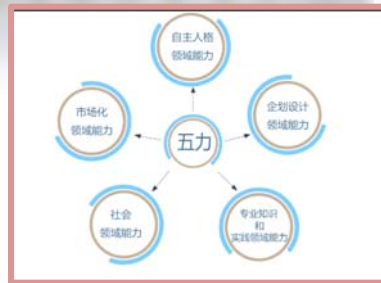 自主人格
领域能力
市场化
领域能力
企划设计
领域能力
五力
社会
领域能力
专业知识
和
实践领域能力